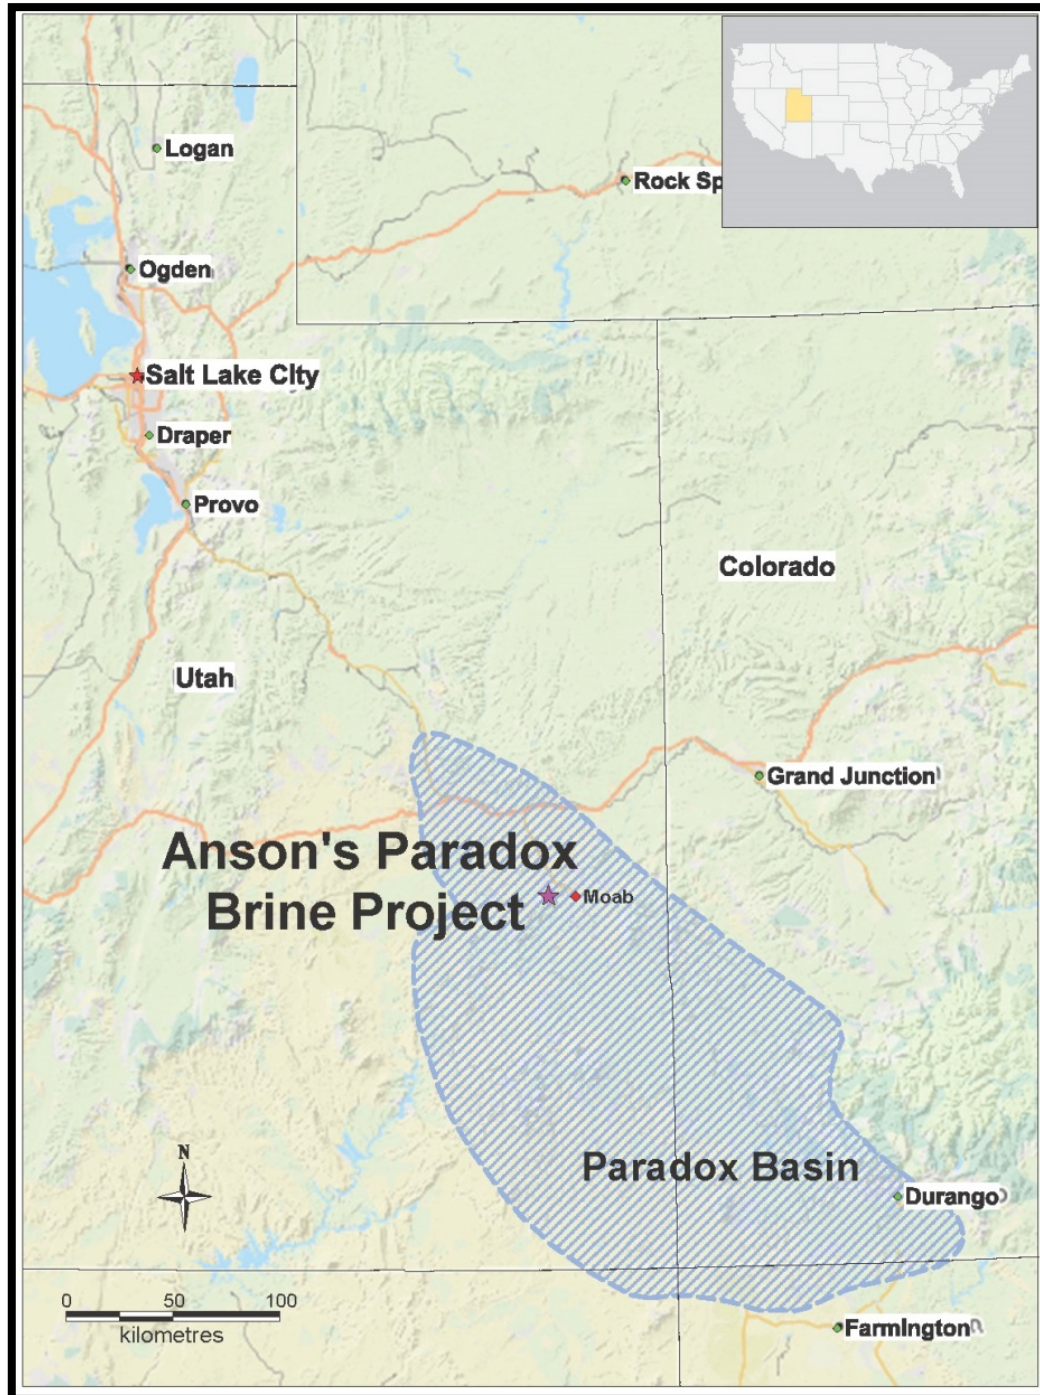 Logan
Rock Sp
Ogden
Salt Lake City
Draper
Provo
Colorado
Utah
Grand Junction
Anson's Paradox
Brine Project
Moab
Paradox Basin
N
Durango
0 50 100
kilometres
Farmington